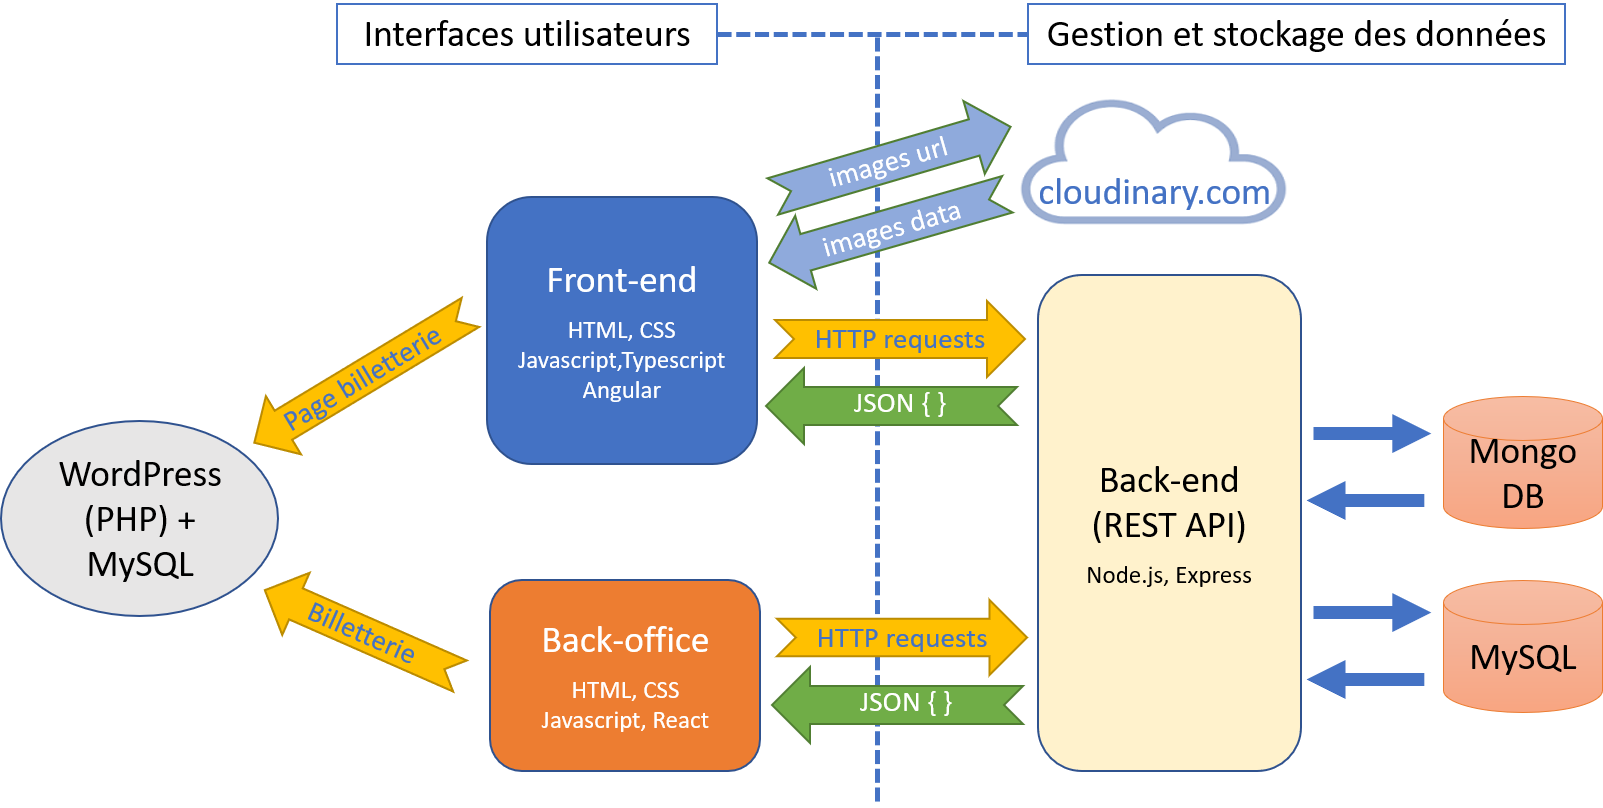 Interfaces utilisateurs
Gestion et stockage des données
images url
cloudinary.com
images data
Front-end
HTML, CSS
Javascript,Typescript
Angular
HTTP requests
JSON { }
Page billetterie
WordPress
(PHP) +
MySQL
Billetterie
Back-office
HTML, CSS
Javascript, React
HTTP requests
JSON { }
Back-end
(REST API)
Node.js, Express
Mongo
DB
MySQL